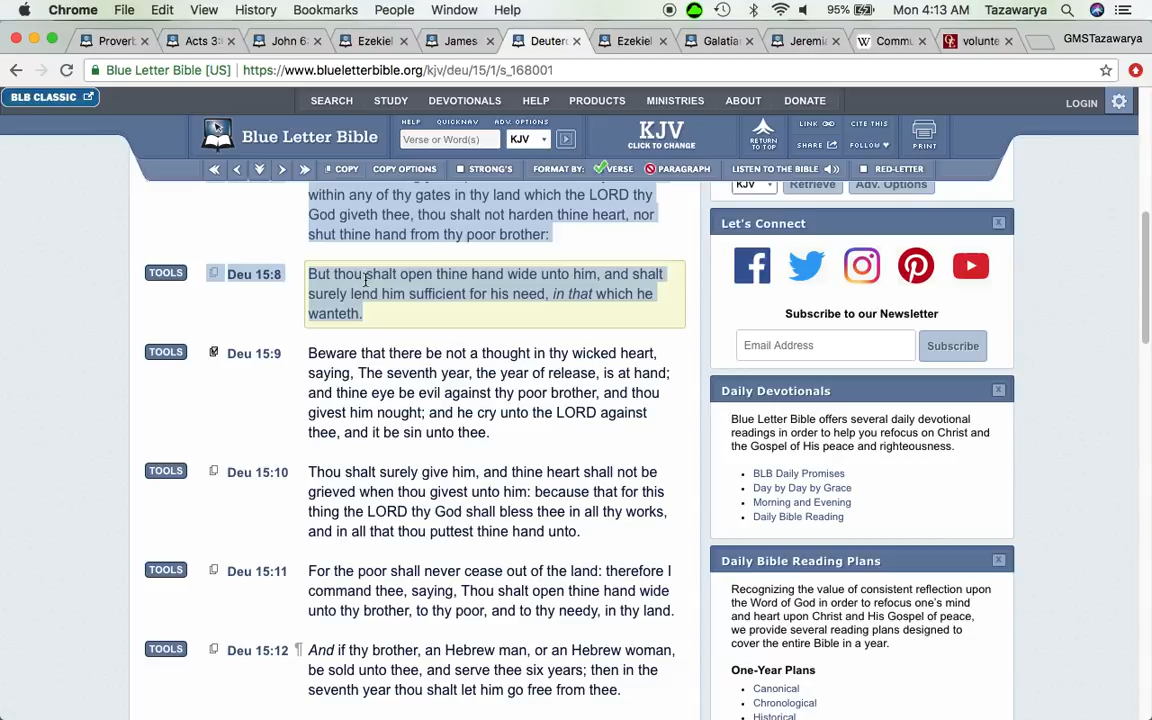 Chrome File Edit View History Bookmarks People Window Help 95% Mon 4:13 AM Tazawarya
Proverb Acts 3: John 6: Ezekiel James Deutero Ezekiel Galatian Jeremia Commu volunte GMSTazawarya
Blue Letter Bible [US] https://www.blueletterbible.org/kjv/deu/15/1/s_168001
BLB CLASSIC SEARCH STUDY DEVOTIONALS HELP PRODUCTS MINISTRIES ABOUT DONATE LOGIN
HELP QUICKNAV ADV. OPTIONS
Blue Letter Bible Verse or Word(s) KJV
KJV
CLICK TO CHANGE
RETURN
TO TOP
LINK CITE THIS
SHARE FOLLOW PRINT
COPY COPY OPTIONS STRONG'S FORMAT BY: VERSE PARAGRAPH LISTEN TO THE BIBLE RED-LETTER
within any of thy gates in thy land which the LORD thy
God giveth thee, thou shalt not harden thine heart, nor
shut thine hand from thy poor brother:
TOOLS Deu 15:8 But thou shalt open thine hand wide unto him, and shalt
surely lend him sufficient for his need, in that which he
wanteth.
TOOLS Deu 15:9 Beware that there be not a thought in thy wicked heart,
saying, The seventh year, the year of release, is at hand;
and thine eye be evil against thy poor brother, and thou
givest him nought; and he cry unto the LORD against
thee, and it be sin unto thee.
TOOLS Deu 15:10 Thou shalt surely give him, and thine heart shall not be
grieved when thou givest unto him: because that for this
thing the LORD thy God shall bless thee in all thy works,
and in all that thou puttest thine hand unto.
TOOLS Deu 15:11 For the poor shall never cease out of the land: therefore I
command thee, saying, Thou shalt open thine hand wide
unto thy brother, to thy poor, and to thy needy, in thy land.
TOOLS Deu 15:12 ¶ And if thy brother, an Hebrew man, or an Hebrew woman,
be sold unto thee, and serve thee six years; then in the
seventh year thou shalt let him go free from thee.
KJV Retrieve Adv. Options
Let's Connect
Subscribe to our Newsletter
Email Address Subscribe
Daily Devotionals
Blue Letter Bible offers several daily devotional
readings in order to help you refocus on Christ and
the Gospel of His peace and righteousness.
• BLB Daily Promises
• Day by Day by Grace
• Morning and Evening
• Daily Bible Reading
Daily Bible Reading Plans
Recognizing the value of consistent reflection upon
the Word of God in order to refocus one's mind
and heart upon Christ and His Gospel of peace,
we provide several reading plans designed to
cover the entire Bible in a year.
One-Year Plans
• Canonical
• Chronological
• Historical